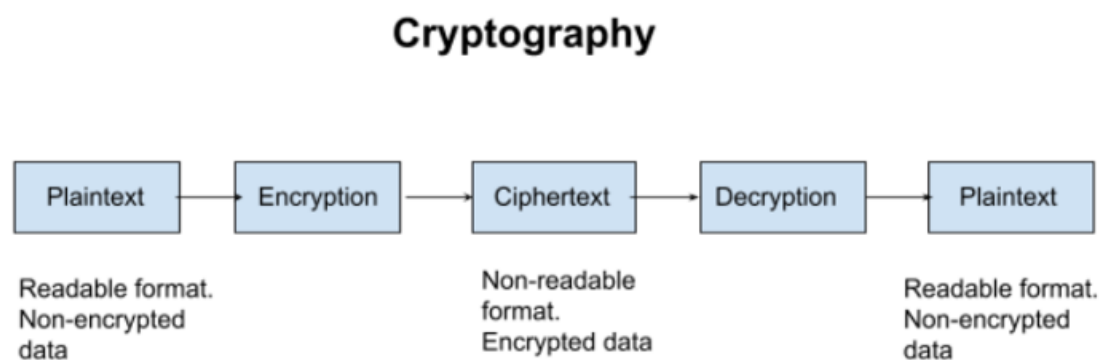 Cryptography
Plaintext
Encryption
Ciphertext
Decryption
Plaintext
Readable format.
Non-encrypted
data
Non-readable
format.
Encrypted data
Readable format.
Non-encrypted
data